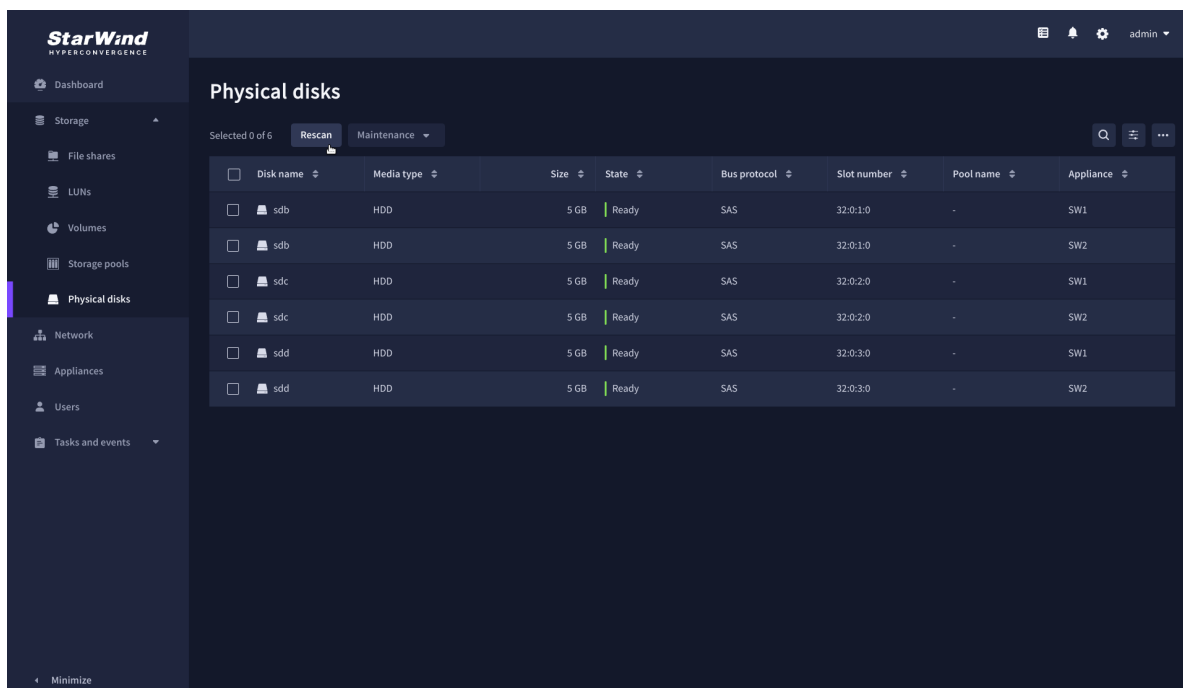 StarWind
HYPERCONVERGENCE
admin
Dashboard
Storage
File shares
LUNs
Volumes
Storage pools
Physical disks
Network
Appliances
Users
Tasks and events
Minimize
Physical disks
Selected 0 of 6 Rescan Maintenance
Disk name Media type Size State Bus protocol Slot number Pool name Appliance
sdb HDD 5 GB Ready SAS 32:0:1:0 - SW1
sdb HDD 5 GB Ready SAS 32:0:1:0 - SW2
sdc HDD 5 GB Ready SAS 32:0:2:0 - SW1
sdc HDD 5 GB Ready SAS 32:0:2:0 - SW2
sdd HDD 5 GB Ready SAS 32:0:3:0 - SW1
sdd HDD 5 GB Ready SAS 32:0:3:0 - SW2